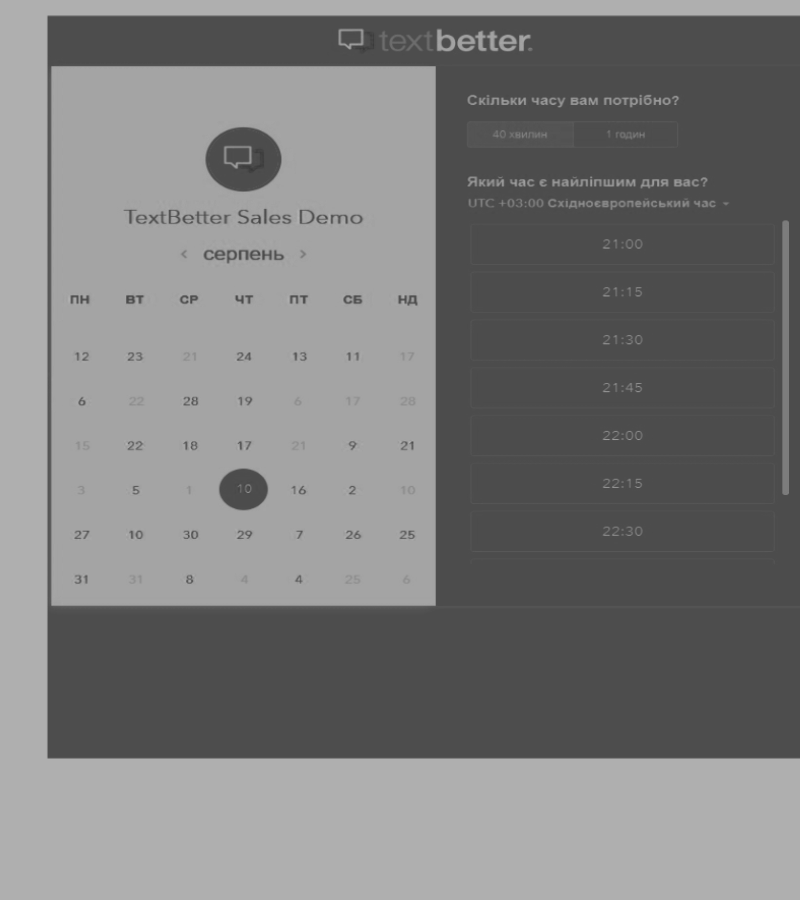 textbetter.
TextBetter Sales Demo
< серпень >
ПН ВТ СР ЧТ ПТ СБ НД
12 23 21 24 13 11 17
6 22 28 19 6 17 28
15 22 18 17 21 9 21
3 5 1 10 16 2 10
27 10 30 29 7 26 25
31 31 8 4 4 25 6
Скільки часу вам потрібно?
40 хвилин 1 годин
Який час є найліпшим для вас?
UTC +03:00 Східноєвропейський час
21:00
21:15
21:30
21:45
22:00
22:15
22:30